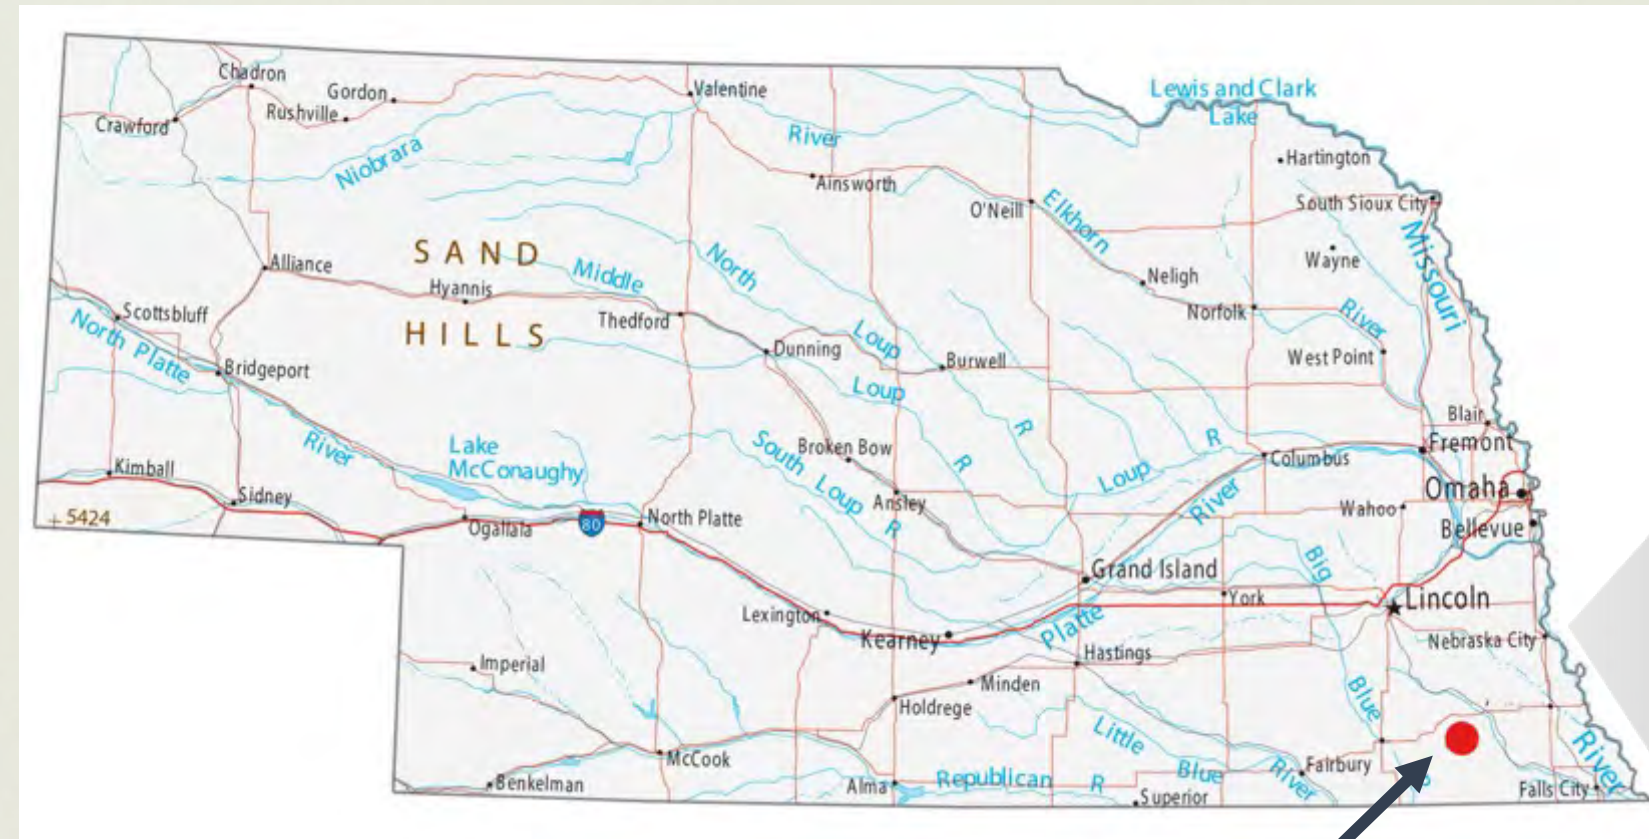 Chadron
Gordon
Rushville
Crawford
Valentine
Lewis and Clark
Lake
Niobrara
River
Hartington
Ainsworth
O'Neill
Elkhorn
South Sioux City
Missouri
Wayne
SAND
HILLS
Alliance
Hyannis
Middle
North
Neligh
Norfolk
River
Scottsbluff
Thedford
Dunning
Loup
Burwell
West Point
North Platte
Bridgeport
Loup
R
Blair
River
Lake
McConaughy
South Loup R
Broken Bow
R
R
Loup
Columbus
Fremont
Kimball
Sidney
Ansley
River
Wahoo
Omaha
Bellevue
+ 5424
Ogallala
80
North Platte
Big
Grand Island
York
Lincoln
Lexington
Kearney
Platte
Nebraska City
Imperial
Hastings
Minden
Holdrege
Blue
Little
McCook
Fairbury
River
Benkelman
Alma
Republican R
Blue
River
Superior
Falls City